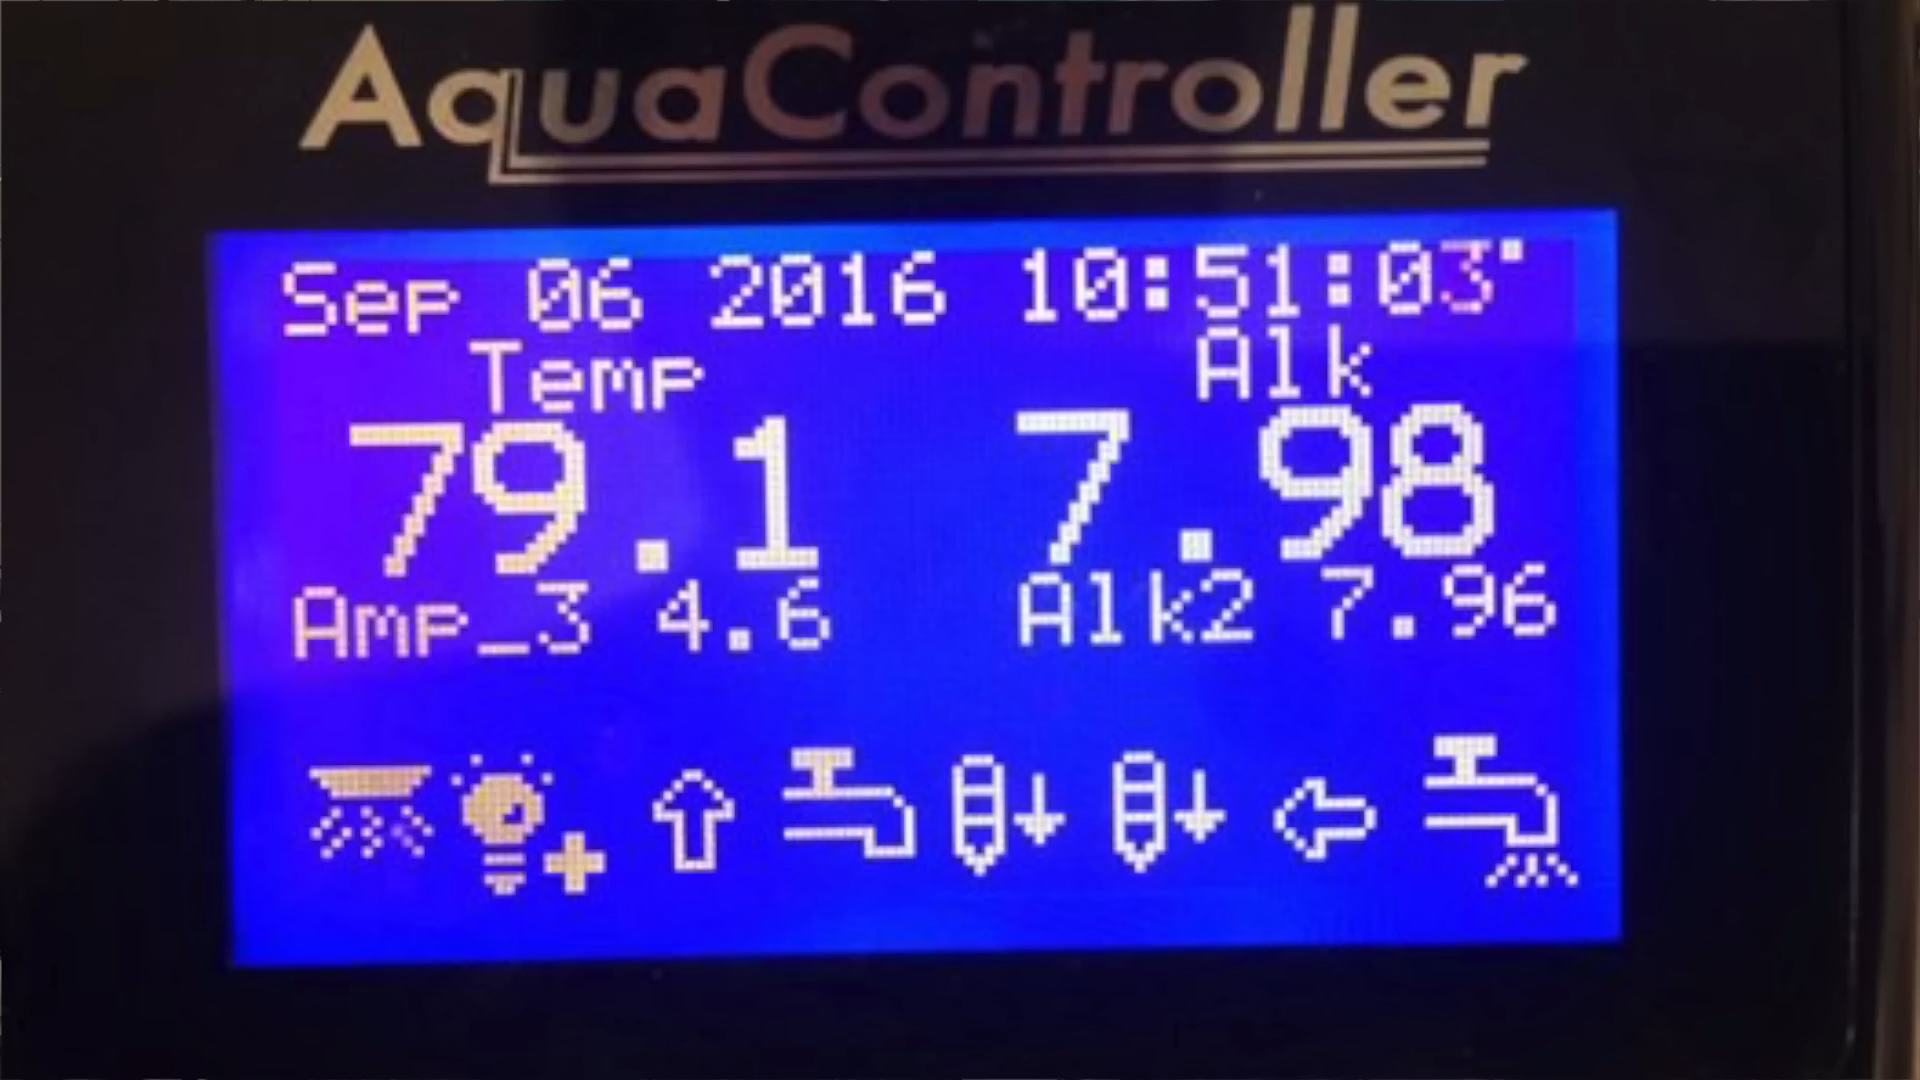 AquaController
Sep 06 2016 10:51:03
Temp Alk
79.1 7.98
Amp_3 4.6 Alk2 7.96